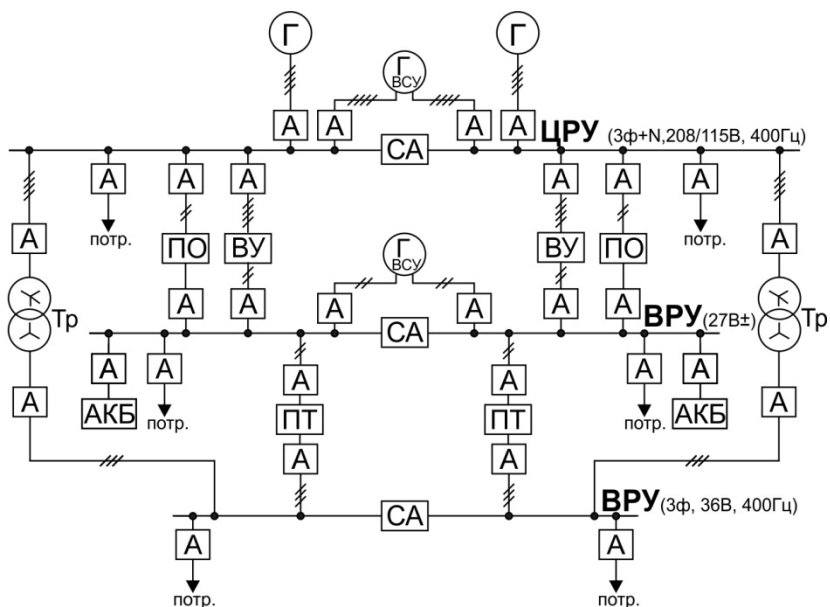 Г Г
Г
ВСУ
А А А А
СА ЦРУ (3ф+N,208/115В, 400Гц)
А А А А А А
А потр. потр. А
ПО ВУ Г ВУ ПО
ВСУ
Тр А А А А А А Тр
СА ВРУ(27В±)
А А А А А А
А А
АКБ потр. ПТ ПТ потр. АКБ
А А
СА ВРУ (3ф, 36В, 400Гц)
А А
потр. потр.